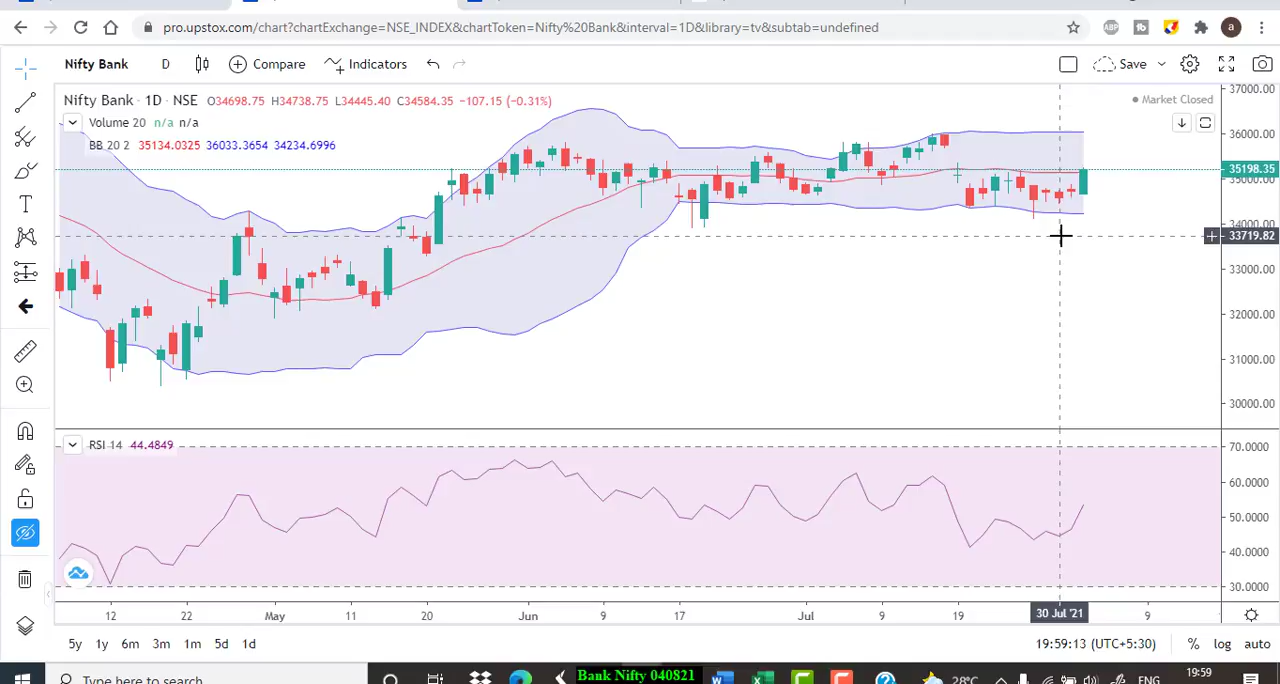 pro.upstox.com/chart?chartExchange=NSE_INDEX&chartToken=Nifty%20Bank&interval=1D&library=tv&subtab=undefined
ABP
a
Nifty Bank D Compare Indicators Save
Nifty Bank · 1D · NSE O34698.75 H34738.75 L34445.40 C34584.35 −107.15 (−0.31%)
Market Closed
Volume 20 n/a n/a
BB 20 2 35134.0325 36033.3654 34234.6996
37000.00
36000.00
35198.35
35000.00
34000.00
33719.82
33000.00
32000.00
31000.00
30000.00
RSI 14 44.4849
70.0000
60.0000
50.0000
40.0000
30.0000
12 22 May 11 20 Jun 9 17 Jul 9 19 30 Jul '21 9
5y 1y 6m 3m 1m 5d 1d 19:59:13 (UTC+5:30) % log auto
Type here to search
Bank Nifty 040821
28°C
ENG
19:59